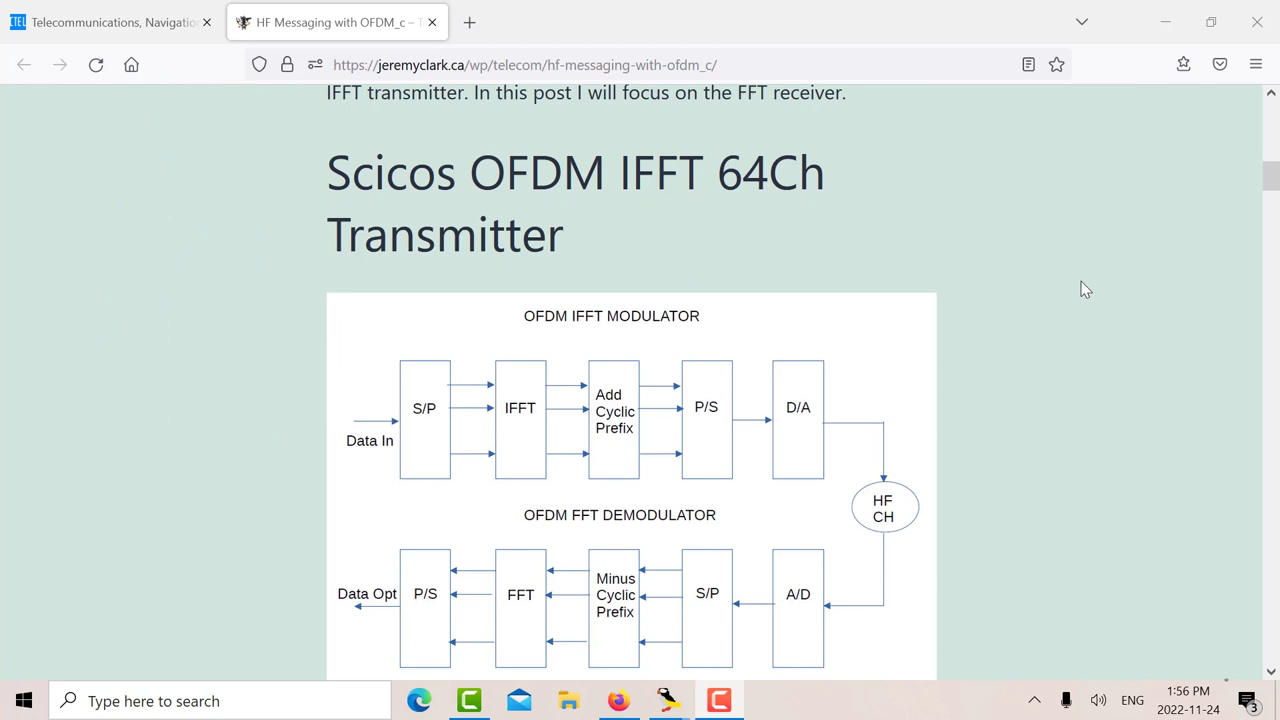 Telecommunications, Navigation
HF Messaging with OFDM_c – T
https://jeremyclark.ca/wp/telecom/hf-messaging-with-ofdm_c/
IFFT transmitter. In this post I will focus on the FFT receiver.
Scicos OFDM IFFT 64Ch
Transmitter
OFDM IFFT MODULATOR
Data In
S/P
IFFT
Add
Cyclic
Prefix
P/S
D/A
HF
CH
OFDM FFT DEMODULATOR
Data Opt
P/S
FFT
Minus
Cyclic
Prefix
S/P
A/D
Type here to search
ENG
1:56 PM
2022-11-24
3